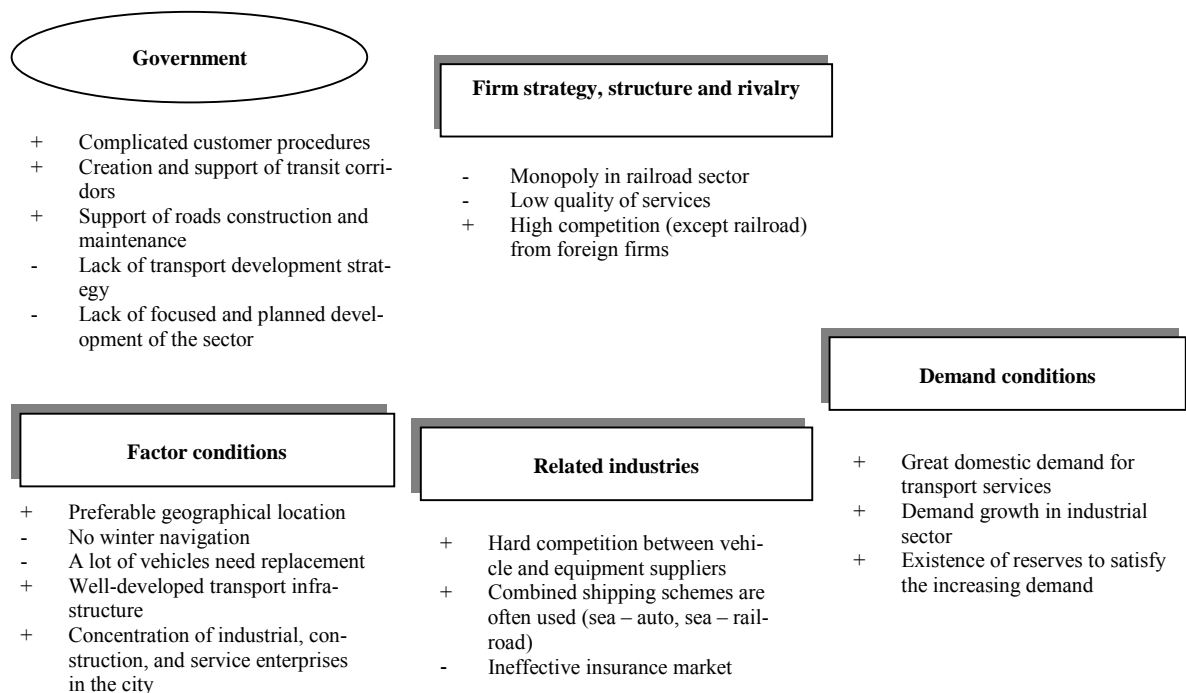 Government
+ Complicated customer procedures
+ Creation and support of transit corri-
dors
+ Support of roads construction and
maintenance
- Lack of transport development strat-
egy
- Lack of focused and planned devel-
opment of the sector
Firm strategy, structure and rivalry
- Monopoly in railroad sector
- Low quality of services
+ High competition (except railroad)
from foreign firms
Factor conditions
+ Preferable geographical location
- No winter navigation
- A lot of vehicles need replacement
+ Well-developed transport infra-
structure
+ Concentration of industrial, con-
struction, and service enterprises
in the city
Related industries
+ Hard competition between vehi-
cle and equipment suppliers
+ Combined shipping schemes are
often used (sea – auto, sea – rail-
road)
- Ineffective insurance market
Demand conditions
+ Great domestic demand for
transport services
+ Demand growth in industrial
sector
+ Existence of reserves to satisfy
the increasing demand